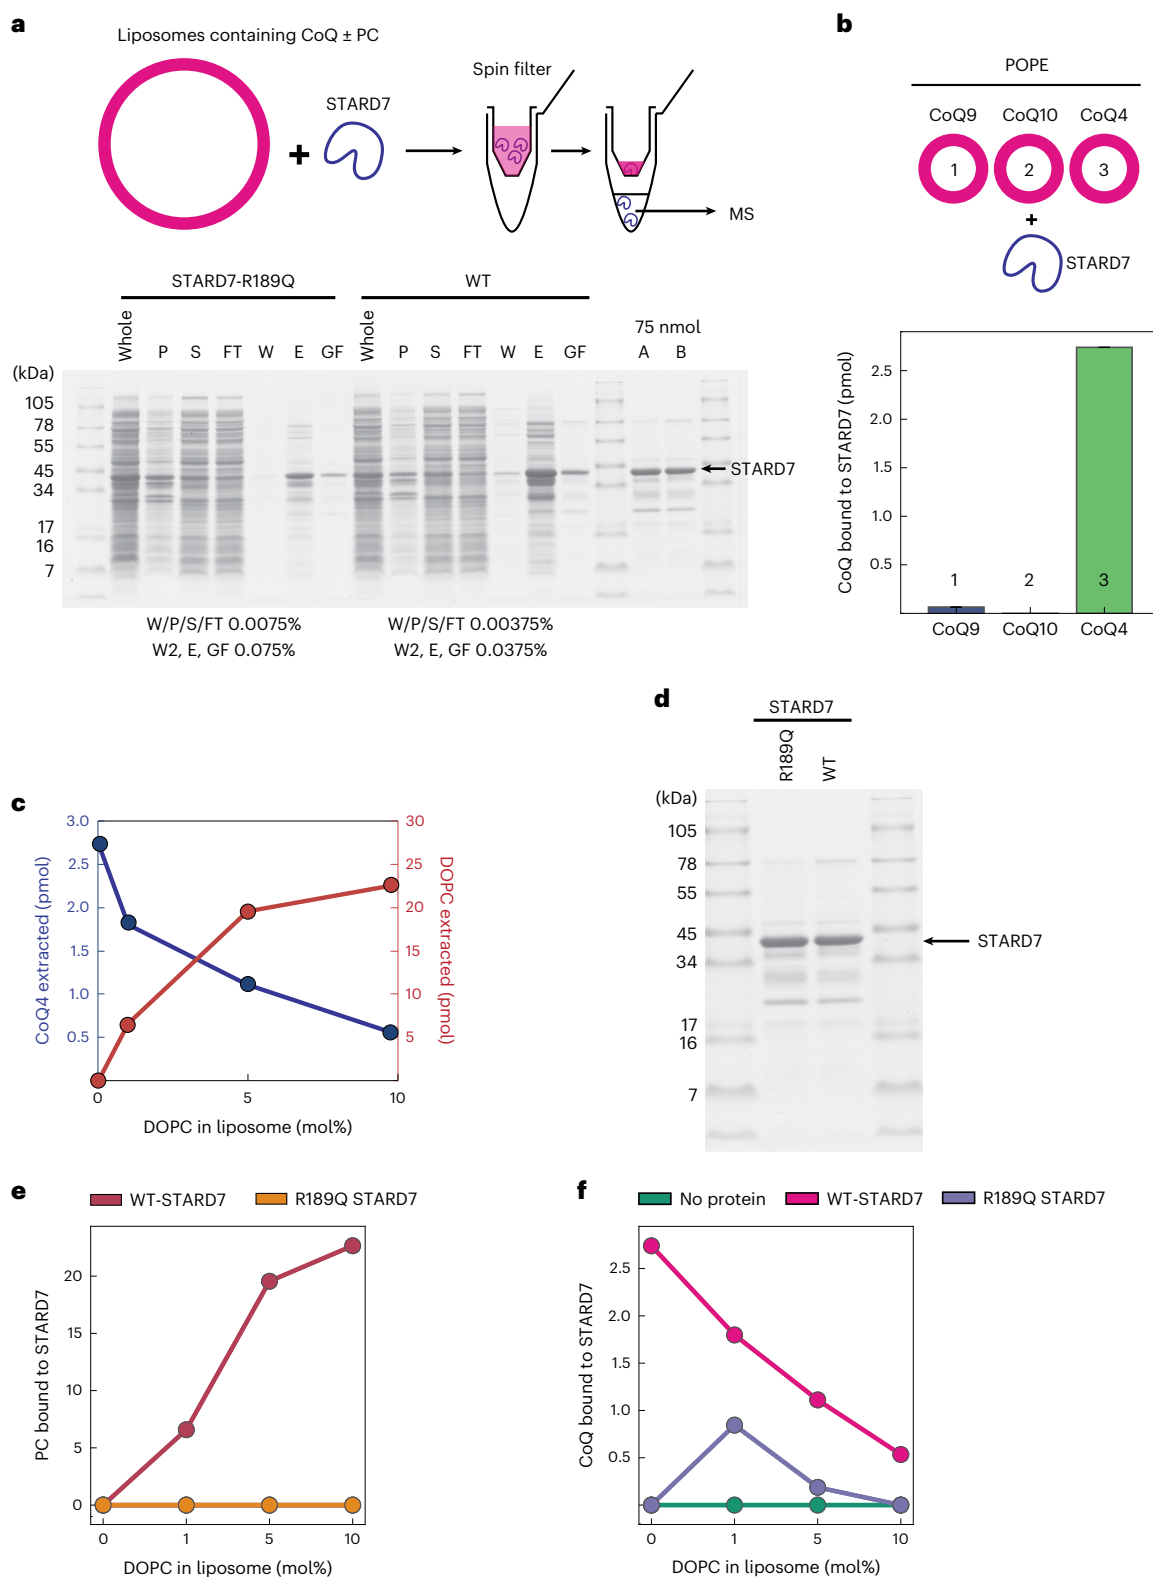 a
Liposomes containing CoQ ± PC
Spin filter
STARD7
+
MS
STARD7-R189Q
WT
75 nmol
Whole P S FT W E GF Whole P S FT W E GF A B
(kDa)
105
78
55
45
34
17
16
7
STARD7
W/P/S/FT 0.0075%
W2, E, GF 0.075%
W/P/S/FT 0.00375%
W2, E, GF 0.0375%
b
POPE
CoQ9 CoQ10 CoQ4
1 2 3
+
STARD7
CoQ bound to STARD7 (pmol)
2.5
2.0
1.5
1.0
0.5
1 2 3
CoQ9 CoQ10 CoQ4
c
CoQ4 extracted (pmol)
3.0
2.5
2.0
1.5
1.0
0.5
30
25
20
15
10
5
DOPC extracted (pmol)
0 5 10
DOPC in liposome (mol%)
d
STARD7
R189Q WT
(kDa)
105
78
55
45
34
17
16
7
STARD7
e
WT-STARD7 R189Q STARD7
PC bound to STARD7
20
15
10
5
0
0 1 5 10
DOPC in liposome (mol%)
f
No protein WT-STARD7 R189Q STARD7
CoQ bound to STARD7
2.5
2.0
1.5
1.0
0.5
0 1 5 10
DOPC in liposome (mol%)